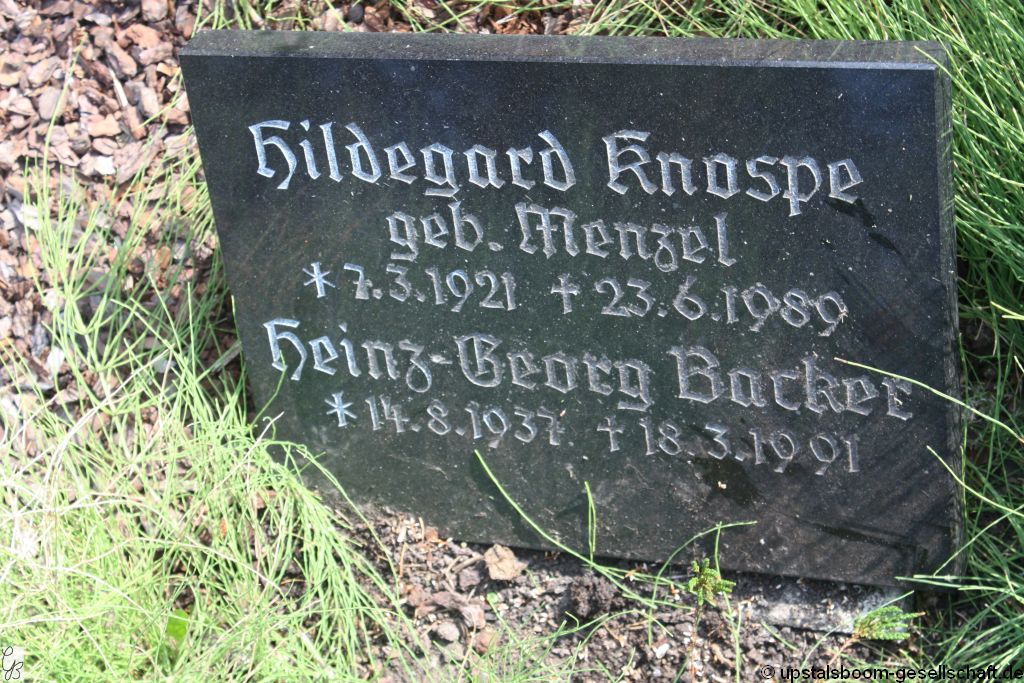 Hildegard Knospe
geb. Menzel
* 7.3.1921 † 23.6.1989
Heinz-Georg Backer
* 14.8.1937 † 18.3.1991
© upstalsboom-gesellschaft.de